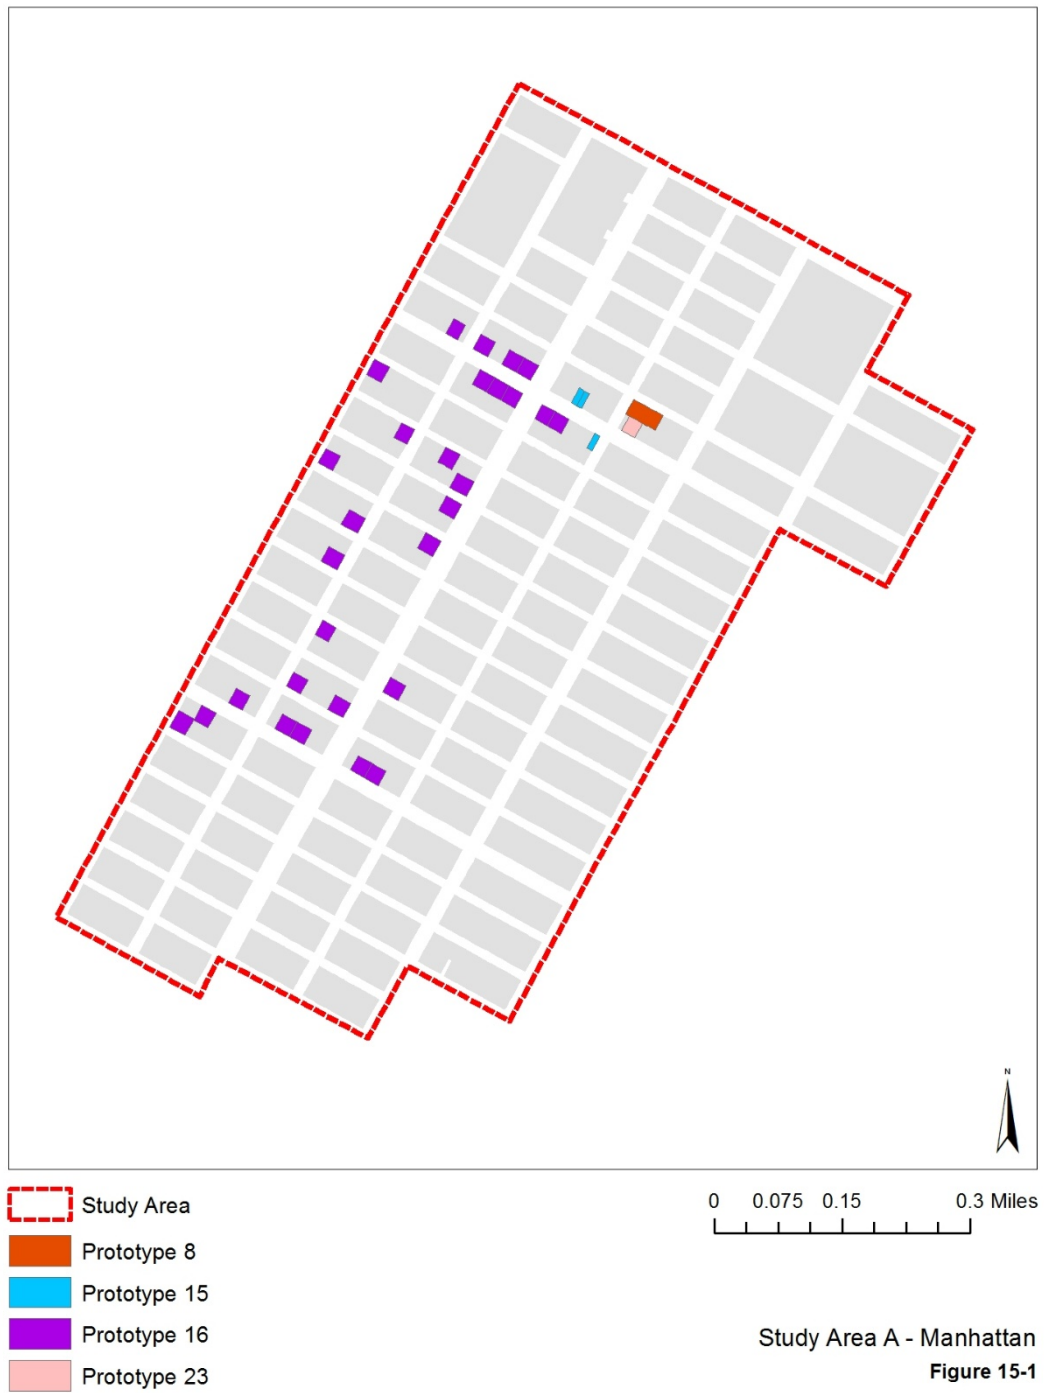 N
Study Area
0 0.075 0.15 0.3 Miles
Prototype 8
Prototype 15
Prototype 16
Prototype 23
Study Area A - Manhattan
Figure 15-1